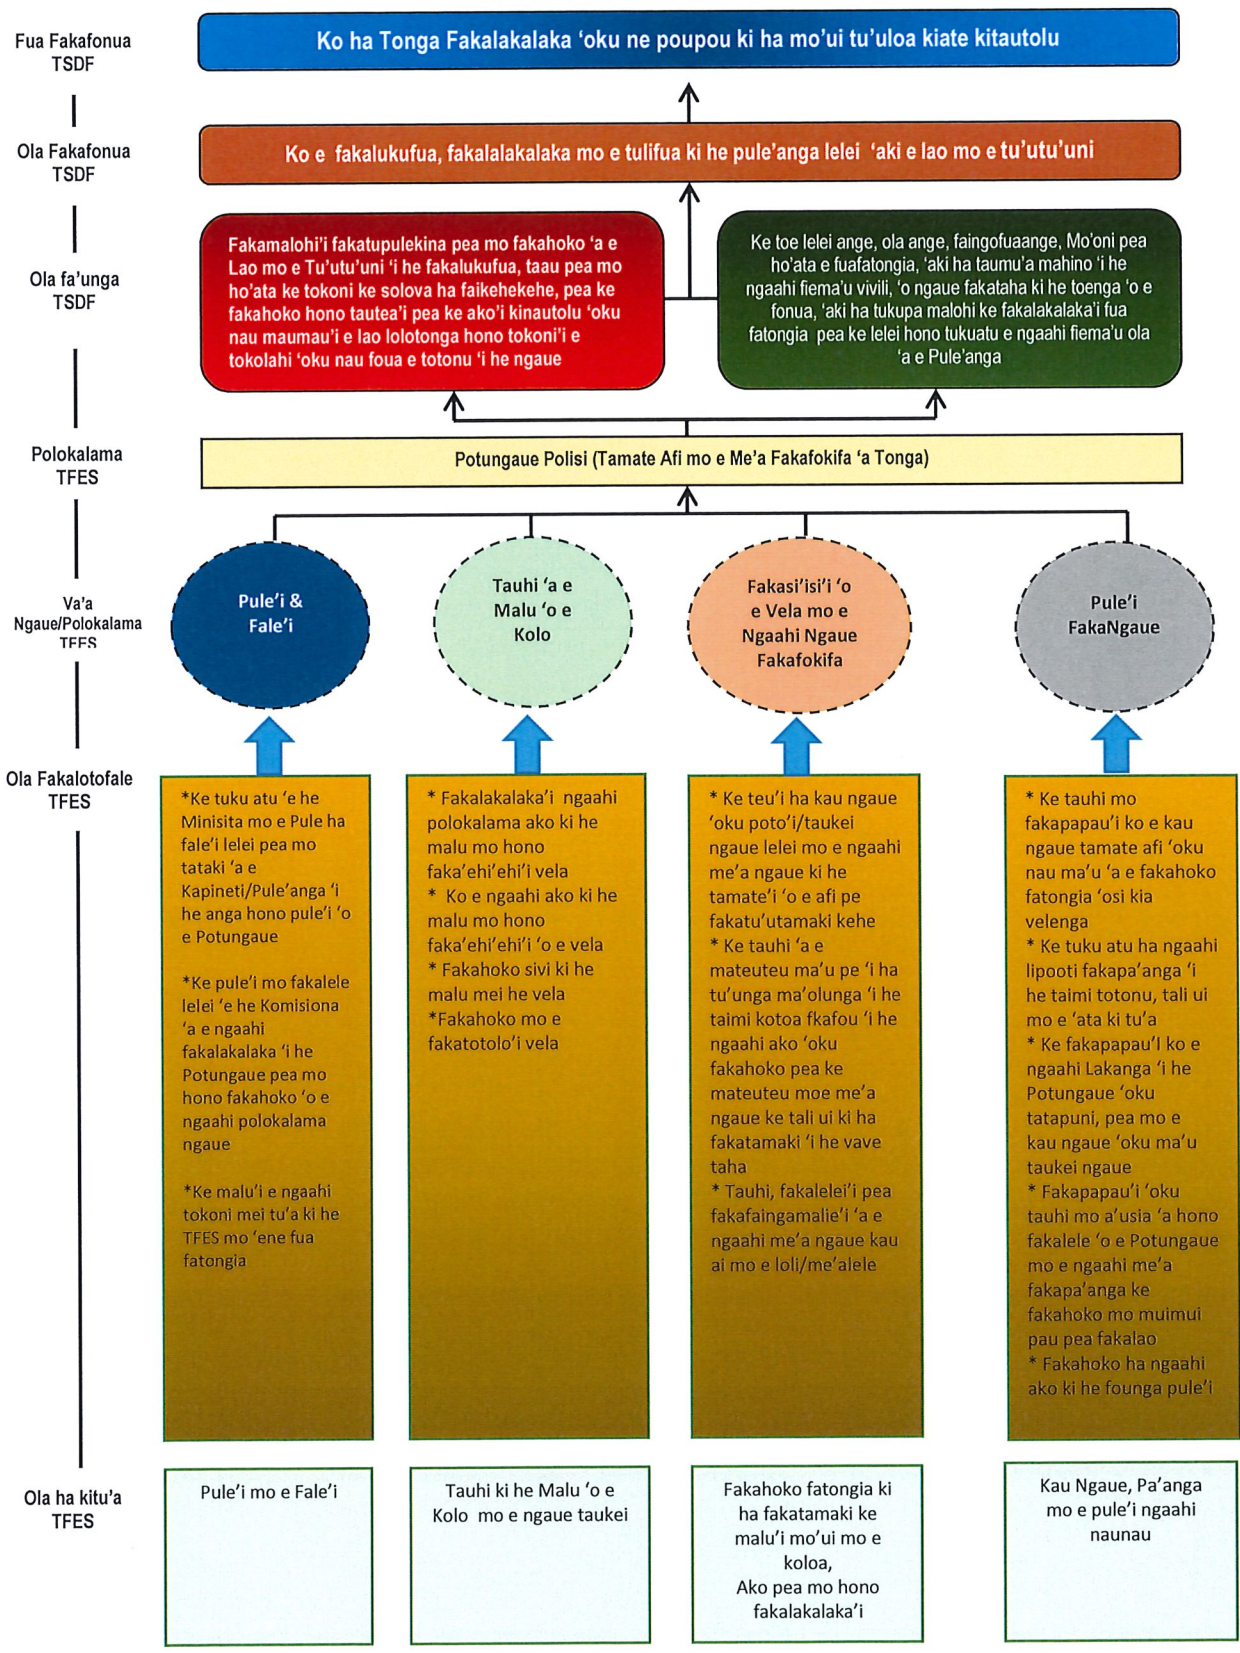 Fua Fakafonua
TSDF
Ko ha Tonga Fakalakalaka ‘oku ne poupou ki ha mo’ui tu’uloa kiate kitautolu
Ola Fakafonua
TSDF
Ko e fakalukufua, fakalalakalaka mo e tulifua ki he pule’anga lelei ‘aki e lao mo e tu’utu’uni
Ola fa’unga
TSDF
Fakamalohi’i fakatupulekina pea mo fakahoko ‘a e
Lao mo e Tu’utu’uni ‘i he fakalukufua, taau pea mo
ho’ata ke tokoni ke solova ha faikehekehe, pea ke
fakahoko hono tautea’i pea ke ako’i kinautolu ‘oku
nau maumau’i e lao lolotonga hono tokoni’i e
tokolahi ‘oku nau foua e totonu ‘i he ngaue
Ke toe lelei ange, ola ange, faingofuaange, Mo’oni pea
ho’ata e fuafatongia, ‘aki ha taumu’a mahino ‘i he
ngaahi fiema’u vivili, ‘o ngaue fakataha ki he toenga ‘o e
fonua, ‘aki ha tukupa malohi ke fakalakalaka’i fua
fatongia pea ke lelei hono tukuatu e ngaahi fiema’u ola
‘a e Pule’anga
Polokalama
TFES
Potungaue Polisi (Tamate Afi mo e Me’a Fakafokifa ‘a Tonga)
Va’a
Ngaue/Polokalama
TFES
Pule’i &
Fale’i
Tauhi ‘a e
Malu ‘o e
Kolo
Fakasi’isi’i ‘o
e Vela mo e
Ngaahi Ngaue
Fakafokifa
Pule’i
FakaNgaue
Ola Fakalotofale
TFES
*Ke tuku atu ‘e he
Minisita mo e Pule ha
fale’i lelei pea mo
tataki ‘a e
Kapineti/Pule’anga ‘i
he anga hono pule’i ‘o
e Potungaue
*Ke pule’i mo fakalele
lelei ‘e he Komisiona
‘a e ngaahi
fakalakalaka ‘i he
Potungaue pea mo
hono fakahoko ‘o e
ngaahi polokalama
ngaue
*Ke malu’i e ngaahi
tokoni mei tu’a ki he
TFES mo ‘ene fua
fatongia
* Fakalakalaka’i ngaahi
polokalama ako ki he
malu mo hono
faka’ehi’ehi’i vela
* Ko e ngaahi ako ki he
malu mo hono
faka’ehi’ehi’i ‘o e vela
* Fakahoko sivi ki he
malu mei he vela
*Fakahoko mo e
fakatotolo’i vela
* Ke teu’i ha kau ngaue
‘oku poto’i/taukei
ngaue lelei mo e ngaahi
me’a ngaue ki he
tamate’i ‘o e afi pe
fakatu’utamaki kehe
* Ke tauhi ‘a e
mateuteu ma’u pe ‘i ha
tu’unga ma’olunga ‘i he
taimi kotoa fkafou ‘i he
ngaahi ako ‘oku
fakahoko pea ke
mateuteu moe me’a
ngaue ke tali ui ki ha
fakatamaki ‘i he vave
taha
* Tauhi, fakalelei’i pea
fakafaingamalie’i ‘a e
ngaahi me’a ngaue kau
ai mo e loli/me’alele
* Ke tauhi mo
fakapapau’i ko e kau
ngaue tamate afi ‘oku
nau ma’u ‘a e fakahoko
fatongia ‘osi kia
velenga
* Ke tuku atu ha ngaahi
lipooti fakapa’anga ‘i
he taimi totonu, tali ui
mo e ‘ata ki tu’a
* Ke fakapapau’I ko e
ngaahi Lakanga ‘i he
Potungaue ‘oku
tatapuni, pea mo e
kau ngaue ‘oku ma’u
taukei ngaue
* Fakapapau’i ‘oku
tauhi mo a’usia ‘a hono
fakalele ‘o e Potungaue
mo e ngaahi me’a
fakapa’anga ke
fakahoko mo muimui
pau pea fakalao
* Fakahoko ha ngaahi
ako ki he founga pule’i
Ola ha kitu’a
TFES
Pule’i mo e Fale’i
Tauhi ki he Malu ‘o e
Kolo mo e ngaue taukei
Fakahoko fatongia ki
ha fakatamaki ke
malu’i mo’ui mo e
koloa,
Ako pea mo hono
fakalakalaka’i
Kau Ngaue, Pa’anga
mo e pule’i ngaahi
naunau